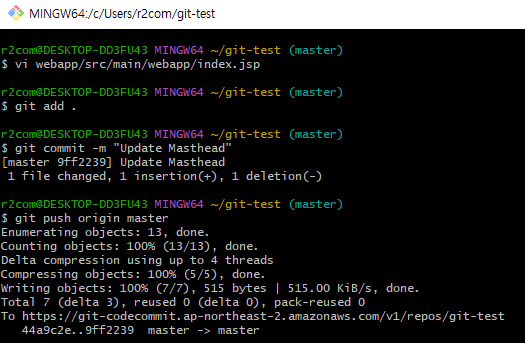 MINGW64:/c/Users/r2com/git-test
r2com@DESKTOP-DD3FU43 MINGW64 ~/git-test (master)
$ vi webapp/src/main/webapp/index.jsp
r2com@DESKTOP-DD3FU43 MINGW64 ~/git-test (master)
$ git add .
r2com@DESKTOP-DD3FU43 MINGW64 ~/git-test (master)
$ git commit -m "Update Masthead"
[master 9ff2239] Update Masthead
 1 file changed, 1 insertion(+), 1 deletion(-)
r2com@DESKTOP-DD3FU43 MINGW64 ~/git-test (master)
$ git push origin master
Enumerating objects: 13, done.
Counting objects: 100% (13/13), done.
Delta compression using up to 4 threads
Compressing objects: 100% (5/5), done.
Writing objects: 100% (7/7), 515 bytes | 515.00 KiB/s, done.
Total 7 (delta 3), reused 0 (delta 0), pack-reused 0
To https://git-codecommit.ap-northeast-2.amazonaws.com/v1/repos/git-test
   44a9c2e..9ff2239  master -> master